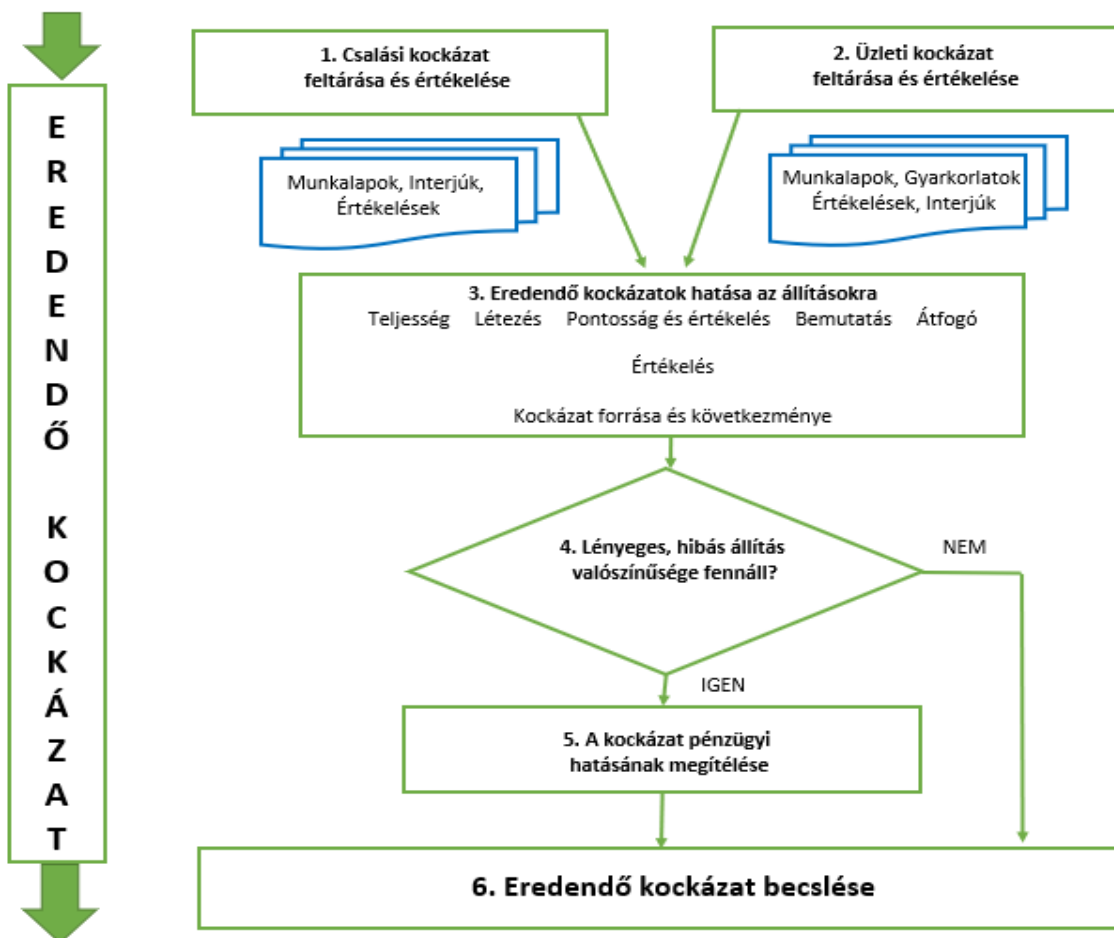 EREDENDŐ KOCKÁZAT
1. Csalási kockázat
feltárása és értékelése
2. Üzleti kockázat
feltárása és értékelése
Munkalapok, Interjúk,
Értékelések
Munkalapok, Gyarkorlatok
Értékelések, Interjúk
3. Eredendő kockázatok hatása az állításokra
Teljesség Létezés Pontosság és értékelés Bemutatás Átfogó
Értékelés
Kockázat forrása és következménye
4. Lényeges, hibás állítás
valószínűsége fennáll?
NEM
IGEN
5. A kockázat pénzügyi
hatásának megítélése
6. Eredendő kockázat becslése